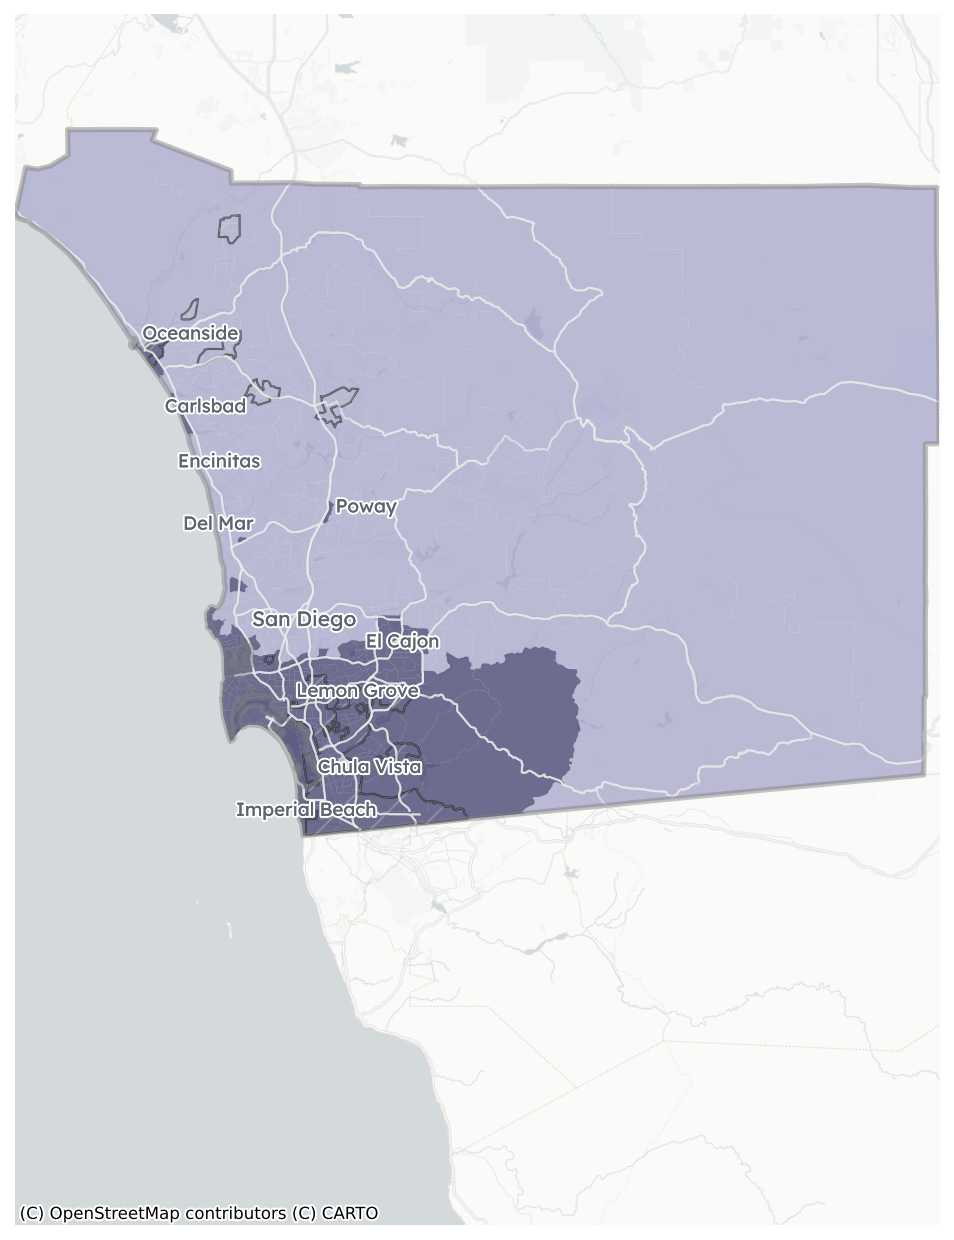 Oceanside
Carlsbad
Encinitas
Poway
Del Mar
San Diego
El Cajon
Lemon Grove
Chula Vista
Imperial Beach
(C) OpenStreetMap contributors (C) CARTO